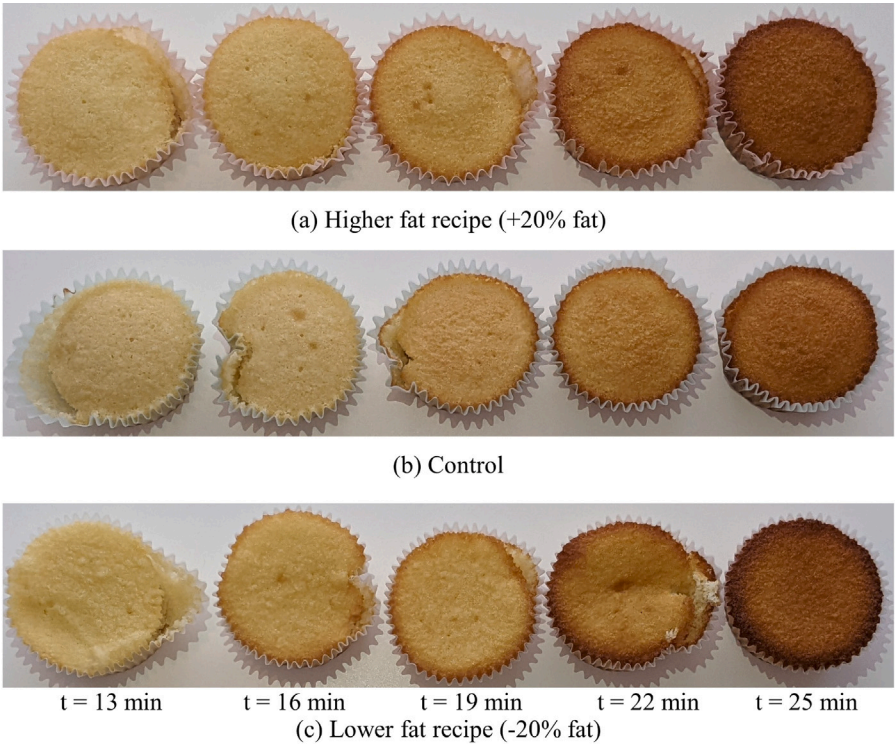 (a) Higher fat recipe (+20% fat)
(b) Control
t = 13 min t = 16 min t = 19 min t = 22 min t = 25 min
(c) Lower fat recipe (-20% fat)